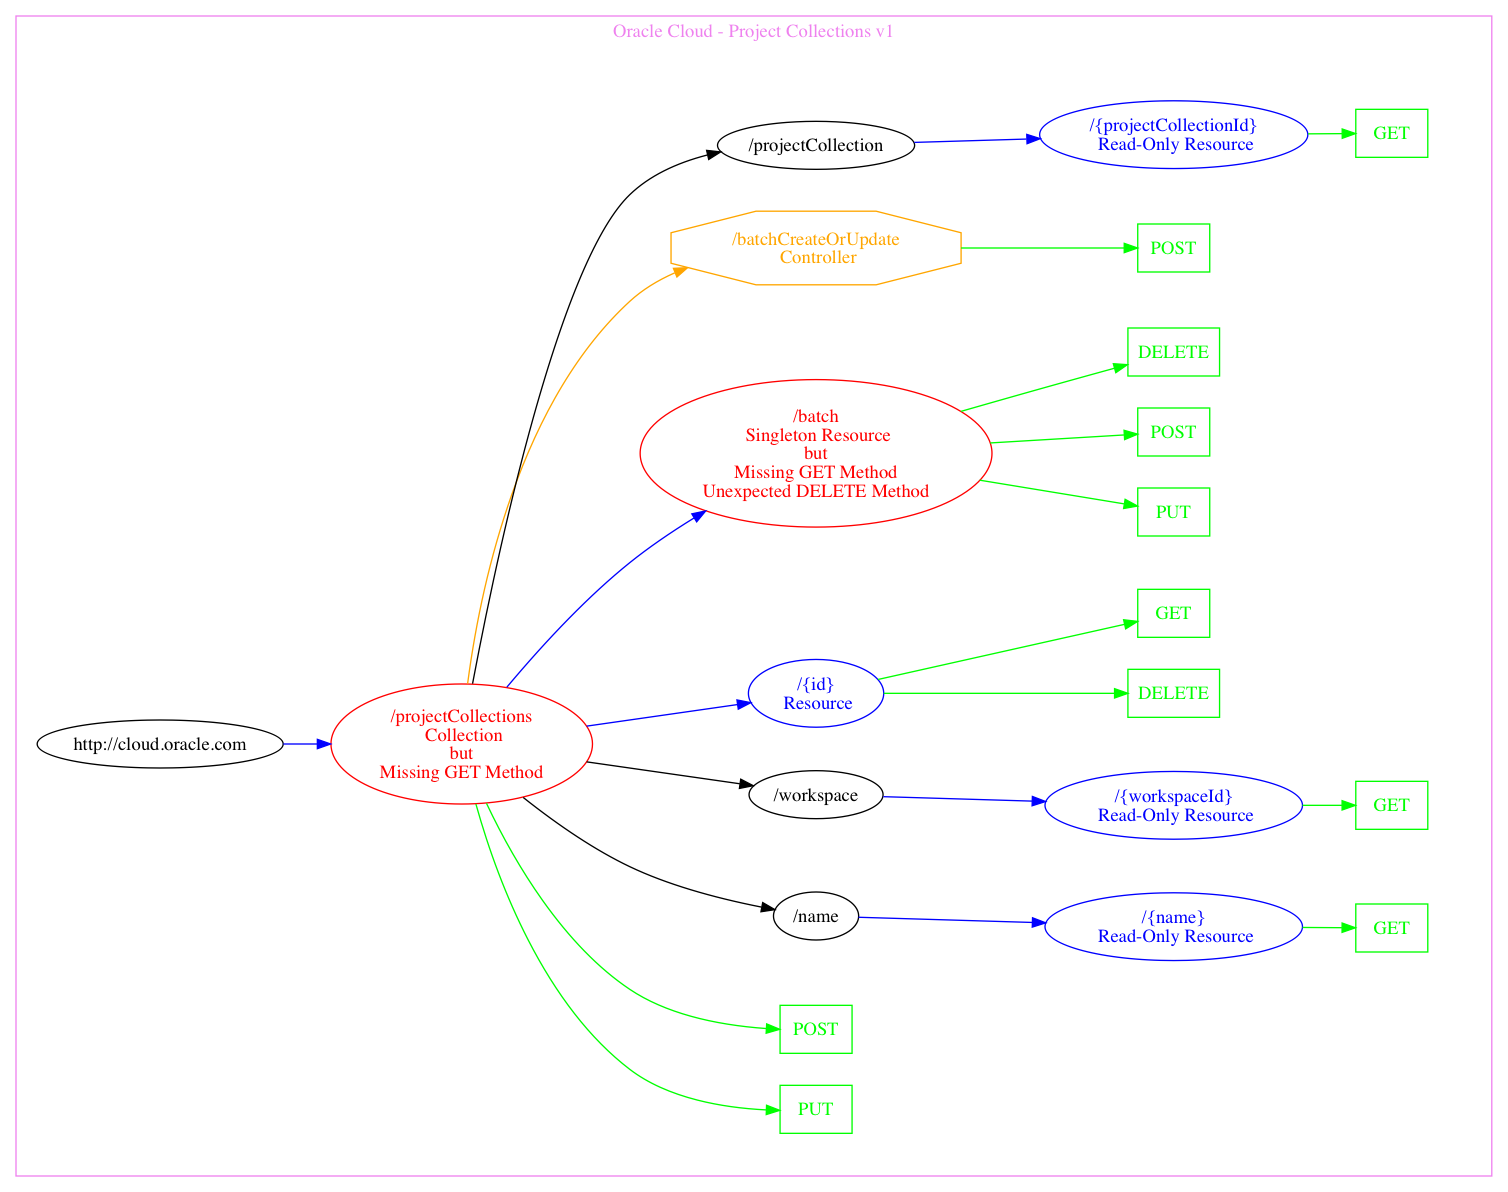 Oracle Cloud - Project Collections v1
/projectCollection
/{projectCollectionId}
Read-Only Resource
GET
/batchCreateOrUpdate
Controller
POST
/batch
Singleton Resource
but
Missing GET Method
Unexpected DELETE Method
DELETE
POST
PUT
/{id}
Resource
GET
DELETE
http://cloud.oracle.com
/projectCollections
Collection
but
Missing GET Method
/workspace
/{workspaceId}
Read-Only Resource
GET
/name
/{name}
Read-Only Resource
GET
POST
PUT